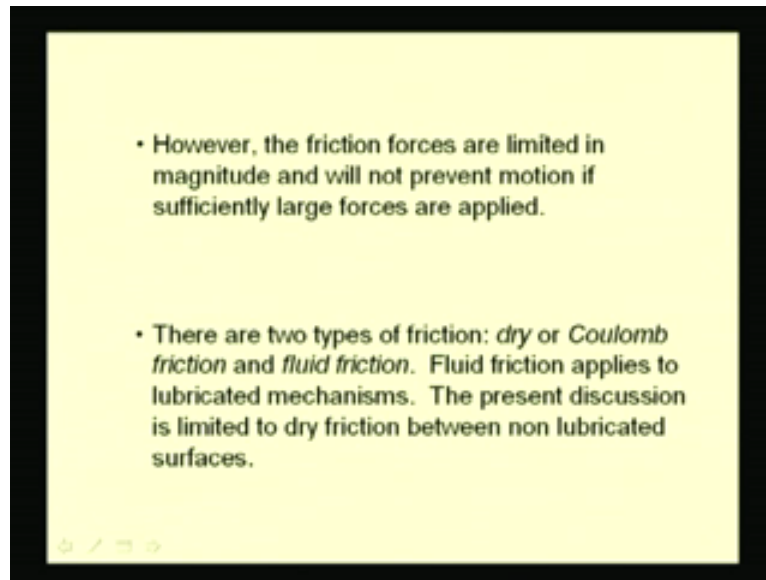 • However, the friction forces are limited in
magnitude and will not prevent motion if
sufficiently large forces are applied.
• There are two types of friction: dry or Coulomb
friction and fluid friction.  Fluid friction applies to
lubricated mechanisms.  The present discussion
is limited to dry friction between non lubricated
surfaces.